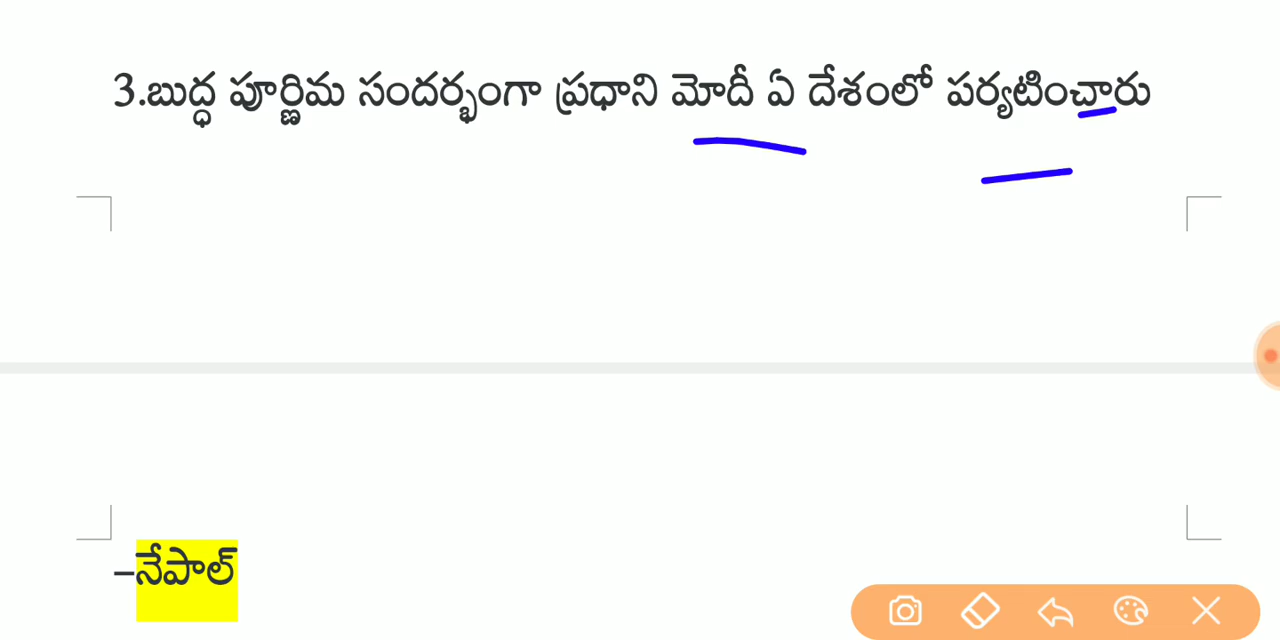 3.బుద్ధ పూర్ణిమ సందర్భంగా ప్రధాని మోదీ ఏ దేశంలో పర్యటించారు
–నేపాల్